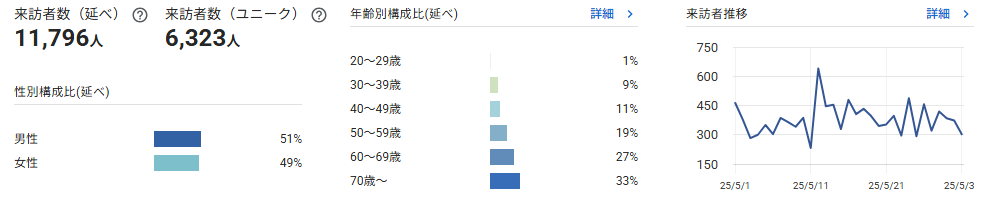 来訪者数（延べ） ?
11,796人
来訪者数（ユニーク） ?
6,323人
性別構成比(延べ)
男性 51%
女性 49%
年齢別構成比(延べ) 詳細 >
20～29歳 1%
30～39歳 9%
40～49歳 11%
50～59歳 19%
60～69歳 27%
70歳～ 33%
来訪者推移 詳細 >
750
600
450
300
150
25/5/1 25/5/11 25/5/21 25/5/3